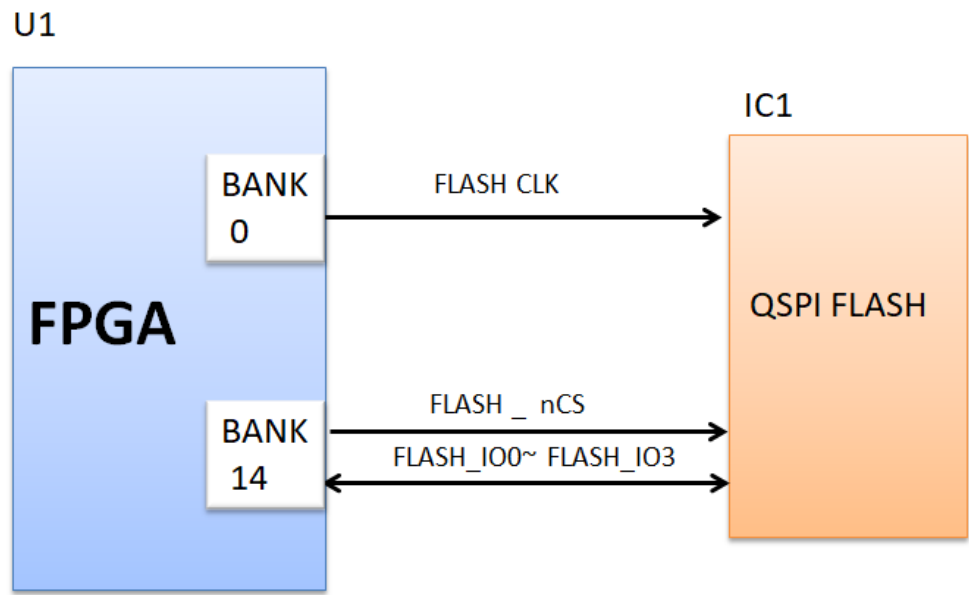 U1
IC1
BANK
0
FLASH CLK
FPGA
QSPI FLASH
BANK
14
FLASH _ nCS
FLASH_IO0~ FLASH_IO3